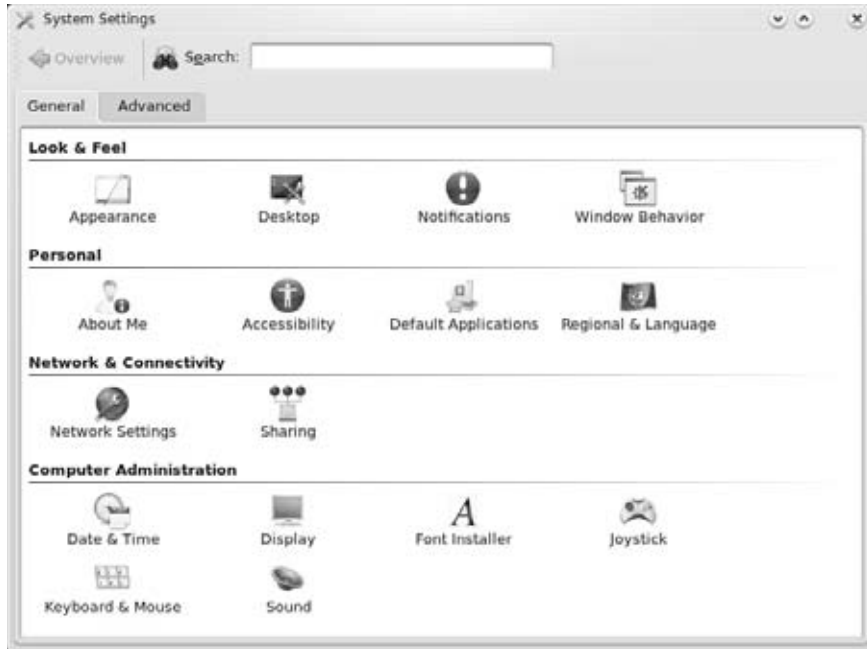 System Settings
Overview Search:
General Advanced
Look & Feel
Appearance Desktop Notifications Window Behavior
Personal
About Me Accessibility Default Applications Regional & Language
Network & Connectivity
Network Settings Sharing
Computer Administration
Date & Time Display Font Installer Joystick
Keyboard & Mouse Sound